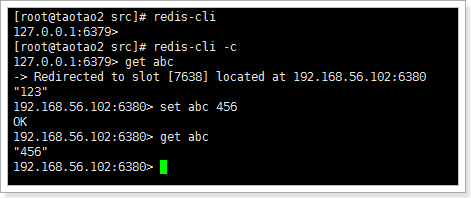 [root@taotao2 src]# redis-cli
127.0.0.1:6379>
[root@taotao2 src]# redis-cli -c
127.0.0.1:6379> get abc
-> Redirected to slot [7638] located at 192.168.56.102:6380
"123"
192.168.56.102:6380> set abc 456
OK
192.168.56.102:6380> get abc
"456"
192.168.56.102:6380>